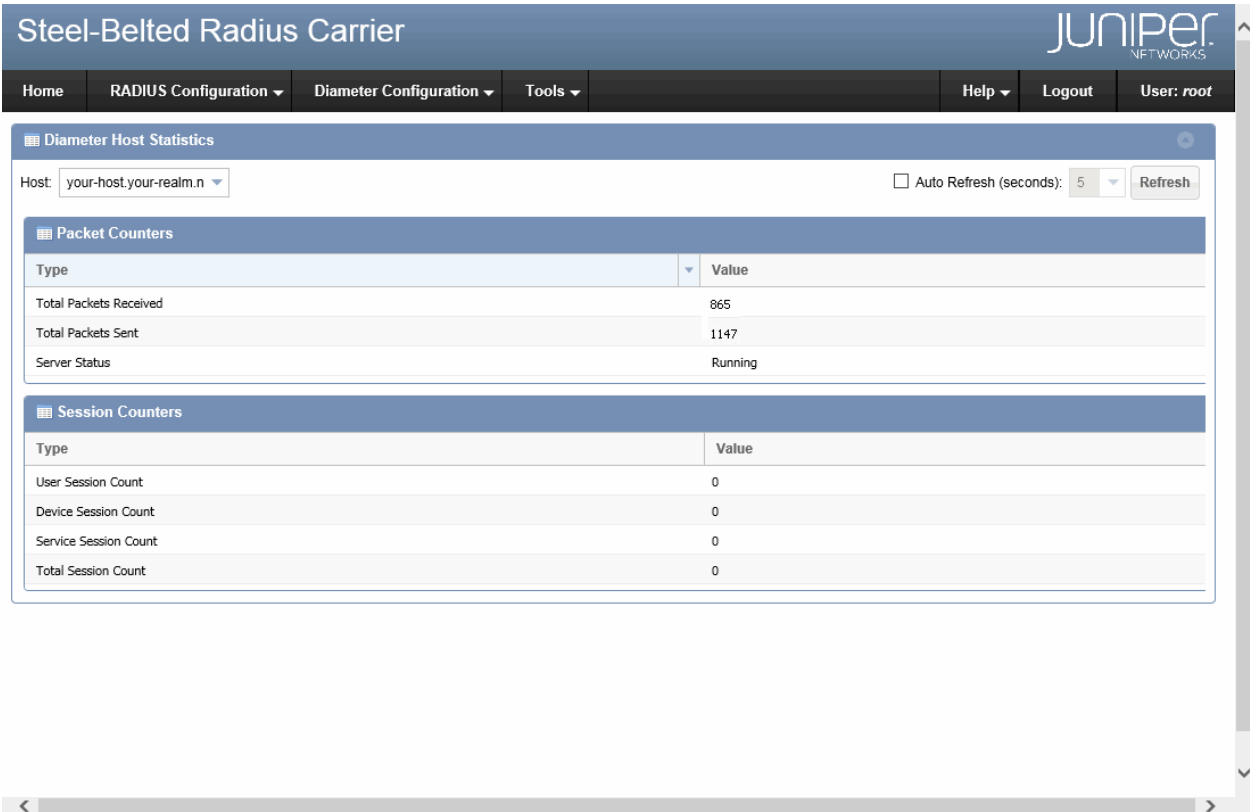 Steel-Belted Radius Carrier
JUNIPER
NETWORKS
Home RADIUS Configuration Diameter Configuration Tools Help Logout User: root
Diameter Host Statistics
Host: your-host.your-realm.n Auto Refresh (seconds): 5 Refresh
Packet Counters
Type Value
Total Packets Received 865
Total Packets Sent 1147
Server Status Running
Session Counters
Type Value
User Session Count 0
Device Session Count 0
Service Session Count 0
Total Session Count 0